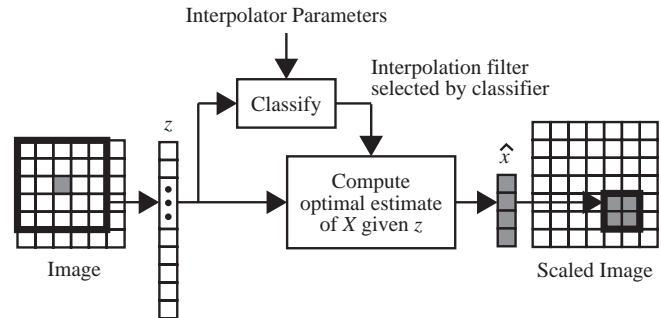 Interpolator Parameters
Interpolation filter
selected by classifier
Classify
z
x̂
Compute
optimal estimate
of X given z
Image
Scaled Image